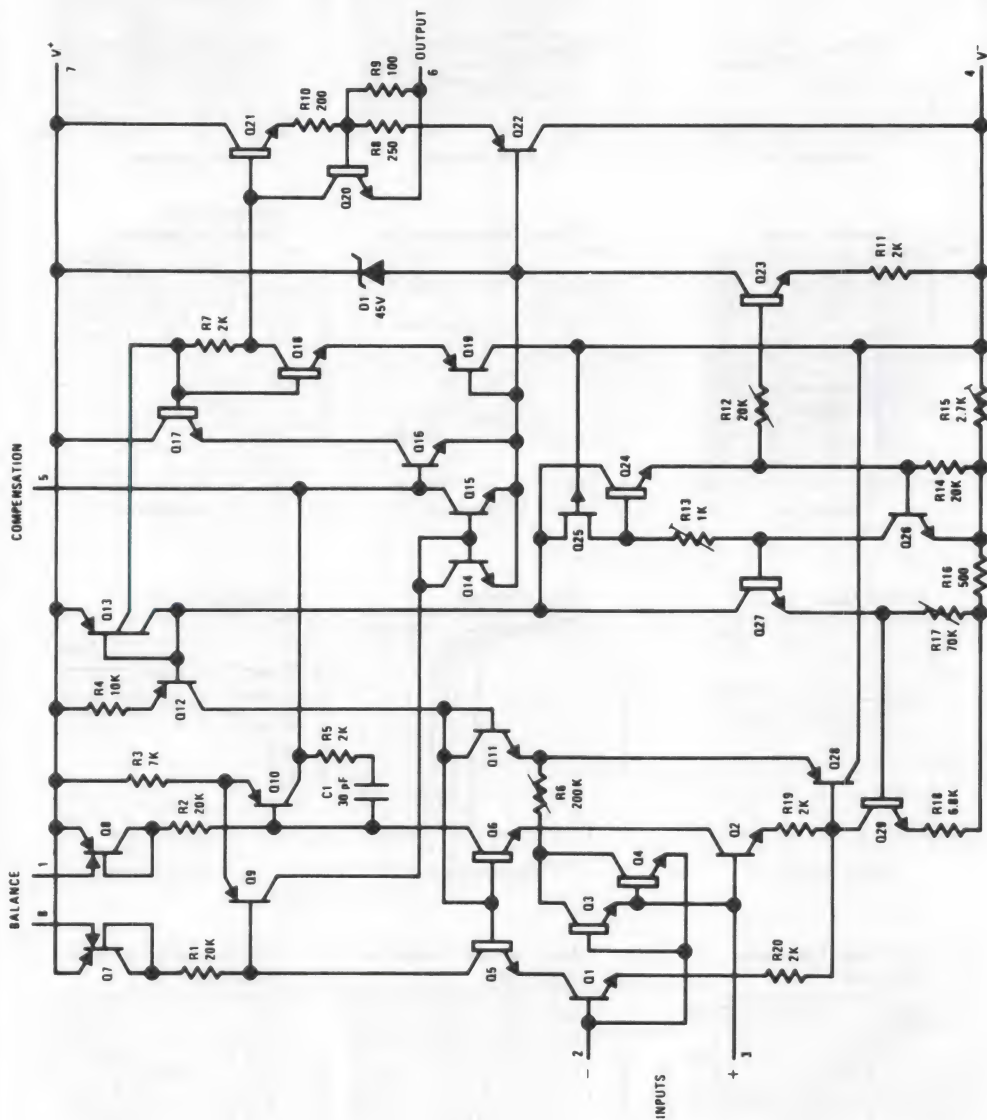 V+
7
COMPENSATION
5
BALANCE
8
1
Q7
Q8
R3
7K
R4
10K
Q12
Q13
Q21
R10
200
R9
100
OUTPUT
6
R8
250
Q20
R7
2K
Q17
Q18
D1
45V
R1
20K
R2
20K
Q9
Q10
R5
2K
C1
30 pF
Q14
Q15
Q16
Q19
Q22
Q5
Q6
Q11
Q3
Q4
R6
200K
Q25
Q24
R13
1K
R12
20K
Q23
R11
2K
INPUTS
−
2
+
3
Q1
Q2
R20
2K
R19
2K
Q28
Q29
R18
6.8K
Q27
R17
70K
Q26
R16
500
R14
20K
R15
2.7K
V−
4